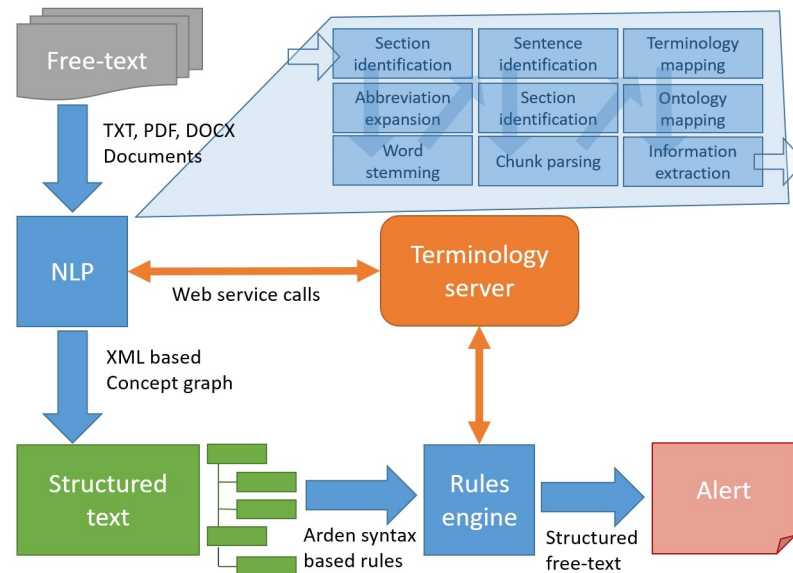 Free-text
Section
identification
Sentence
identification
Terminology
mapping
Abbreviation
expansion
Section
identification
Ontology
mapping
Word
stemming
Chunk parsing
Information
extraction
TXT, PDF, DOCX
Documents
NLP
Web service calls
Terminology
server
XML based
Concept graph
Structured
text
Arden syntax
based rules
Rules
engine
Structured
free-text
Alert